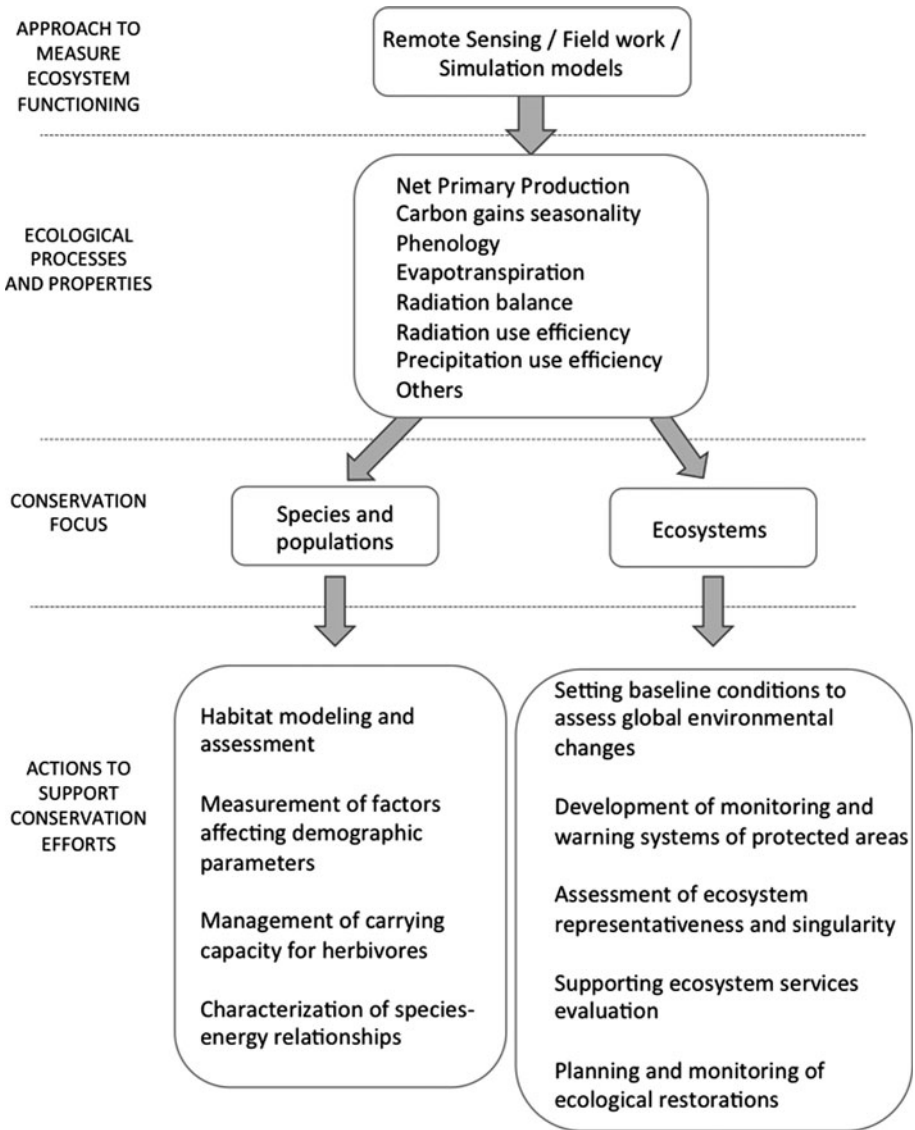 APPROACH TO
MEASURE
ECOSYSTEM
FUNCTIONING
Remote Sensing / Field work /
Simulation models
ECOLOGICAL
PROCESSES
AND PROPERTIES
Net Primary Production
Carbon gains seasonality
Phenology
Evapotranspiration
Radiation balance
Radiation use efficiency
Precipitation use efficiency
Others
CONSERVATION
FOCUS
Species and
populations
Ecosystems
ACTIONS TO
SUPPORT
CONSERVATION
EFFORTS
Habitat modeling and
assessment
Measurement of factors
affecting demographic
parameters
Management of carrying
capacity for herbivores
Characterization of species-
energy relationships
Setting baseline conditions to
assess global environmental
changes
Development of monitoring and
warning systems of protected areas
Assessment of ecosystem
representativeness and singularity
Supporting ecosystem services
evaluation
Planning and monitoring of
ecological restorations